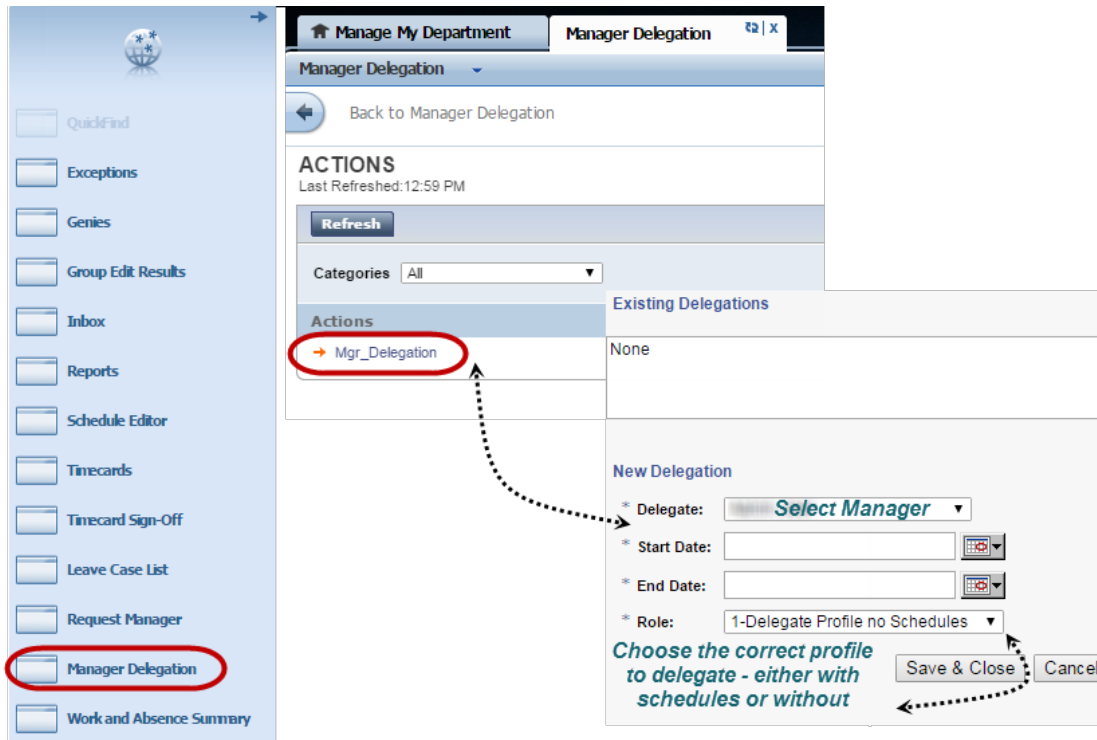 QuickFind
Exceptions
Genies
Group Edit Results
Inbox
Reports
Schedule Editor
Timecards
Timecard Sign-Off
Leave Case List
Request Manager
Manager Delegation
Work and Absence Summary
Manage My Department
Manager Delegation
x
Manager Delegation
Back to Manager Delegation
ACTIONS
Last Refreshed:12:59 PM
Refresh
Categories All
Actions
Mgr_Delegation
Existing Delegations
None
New Delegation
* Delegate: Select Manager
* Start Date:
* End Date:
* Role: 1-Delegate Profile no Schedules
Choose the correct profile
to delegate - either with
schedules or without
Save & Close Cancel